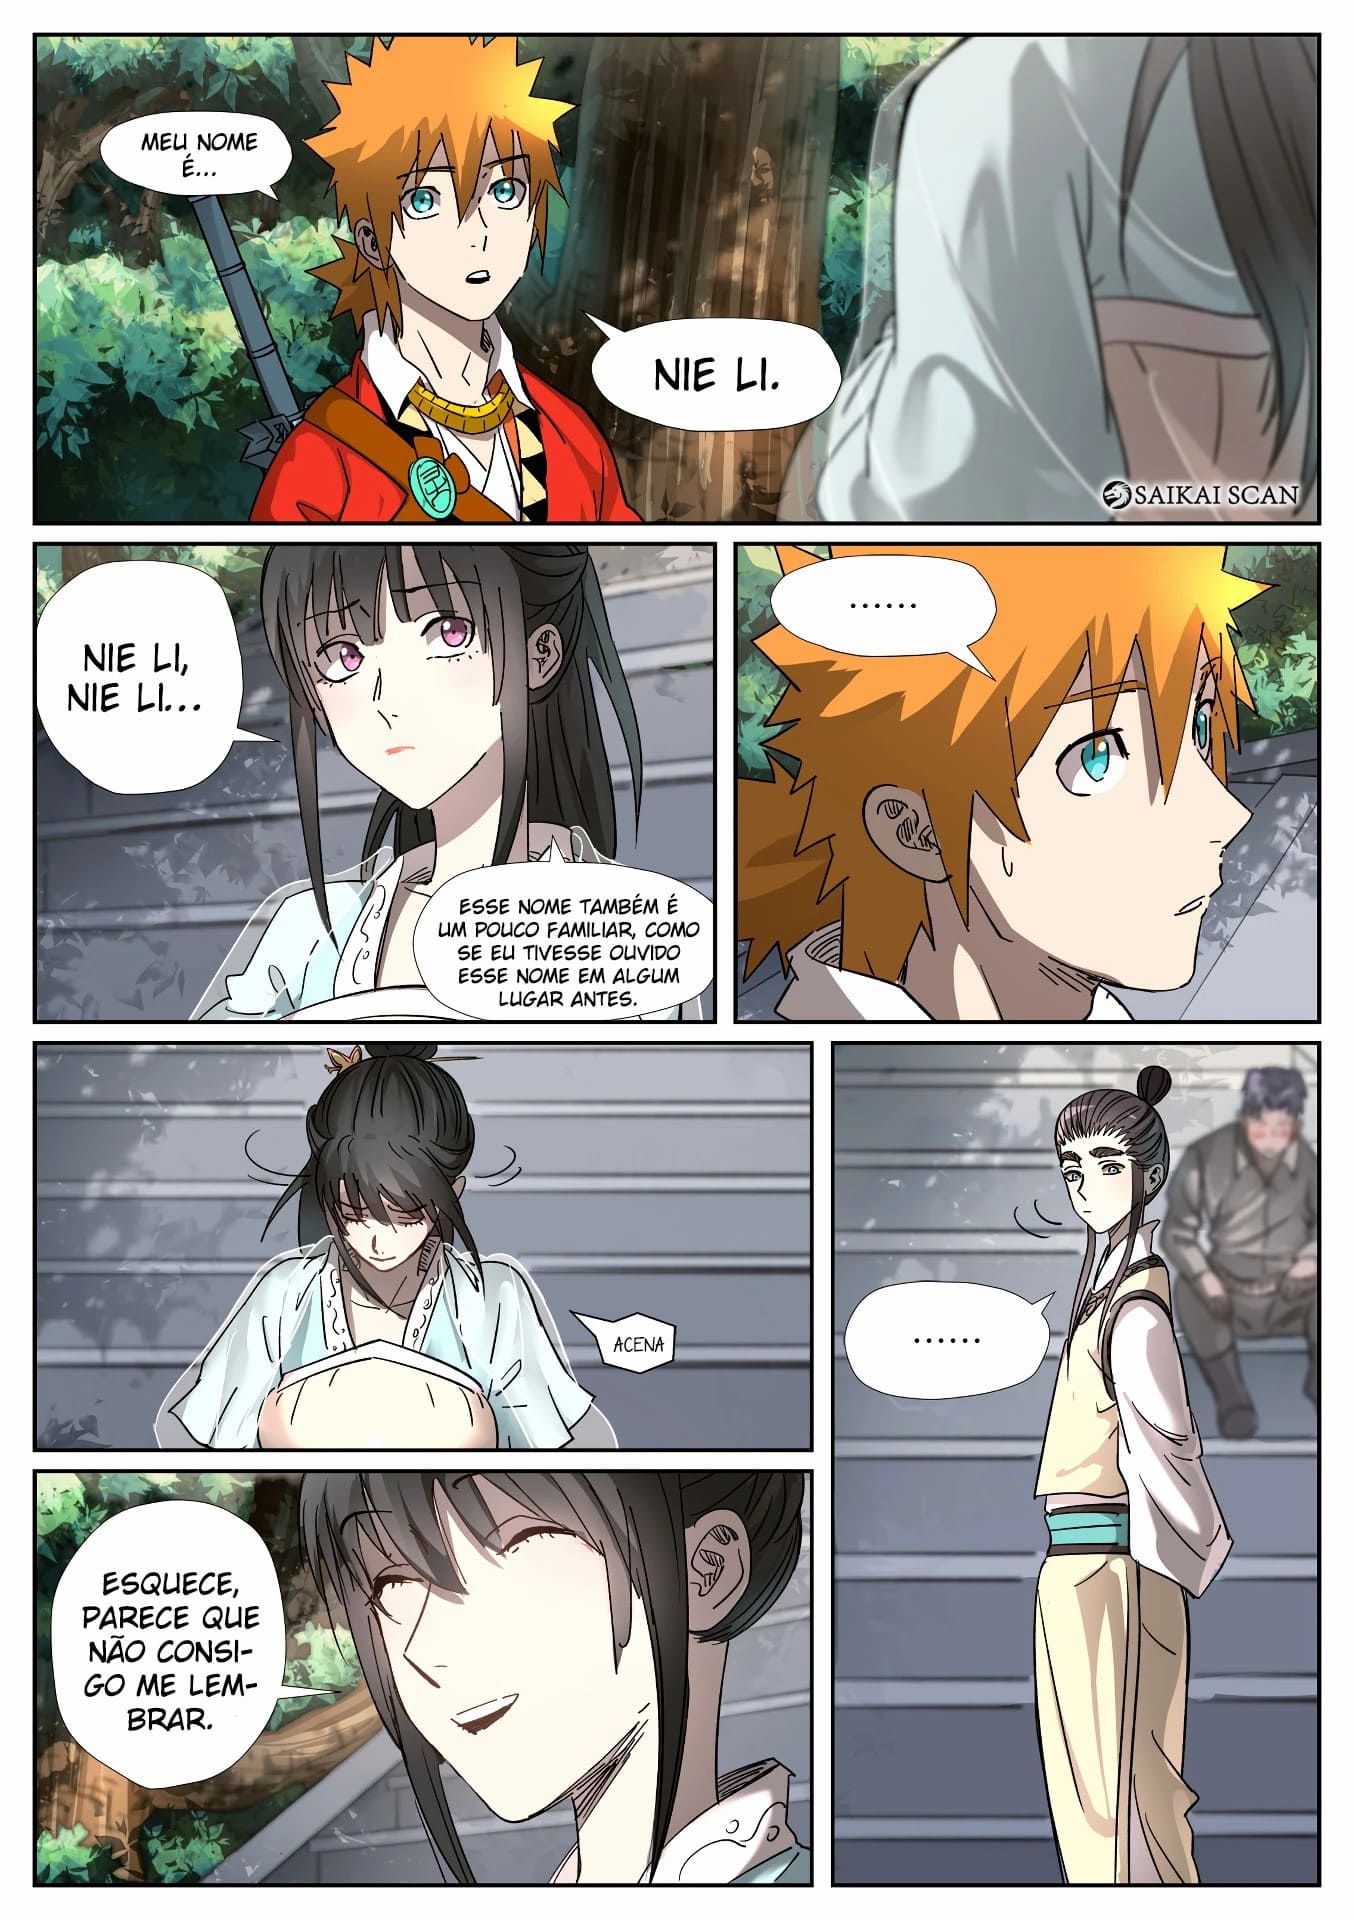 MEU NOME
É...
NIE LI.
SAIKAI SCAN
NIE LI,
NIE LI...
ESSE NOME TAMBÉM É
UM POUCO FAMILIAR, COMO
SE EU TIVESSE OUVIDO
ESSE NOME EM ALGUM
LUGAR ANTES.
......
ACENA
......
ESQUECE,
PARECE QUE
NÃO CONSI-
GO ME LEM-
BRAR.